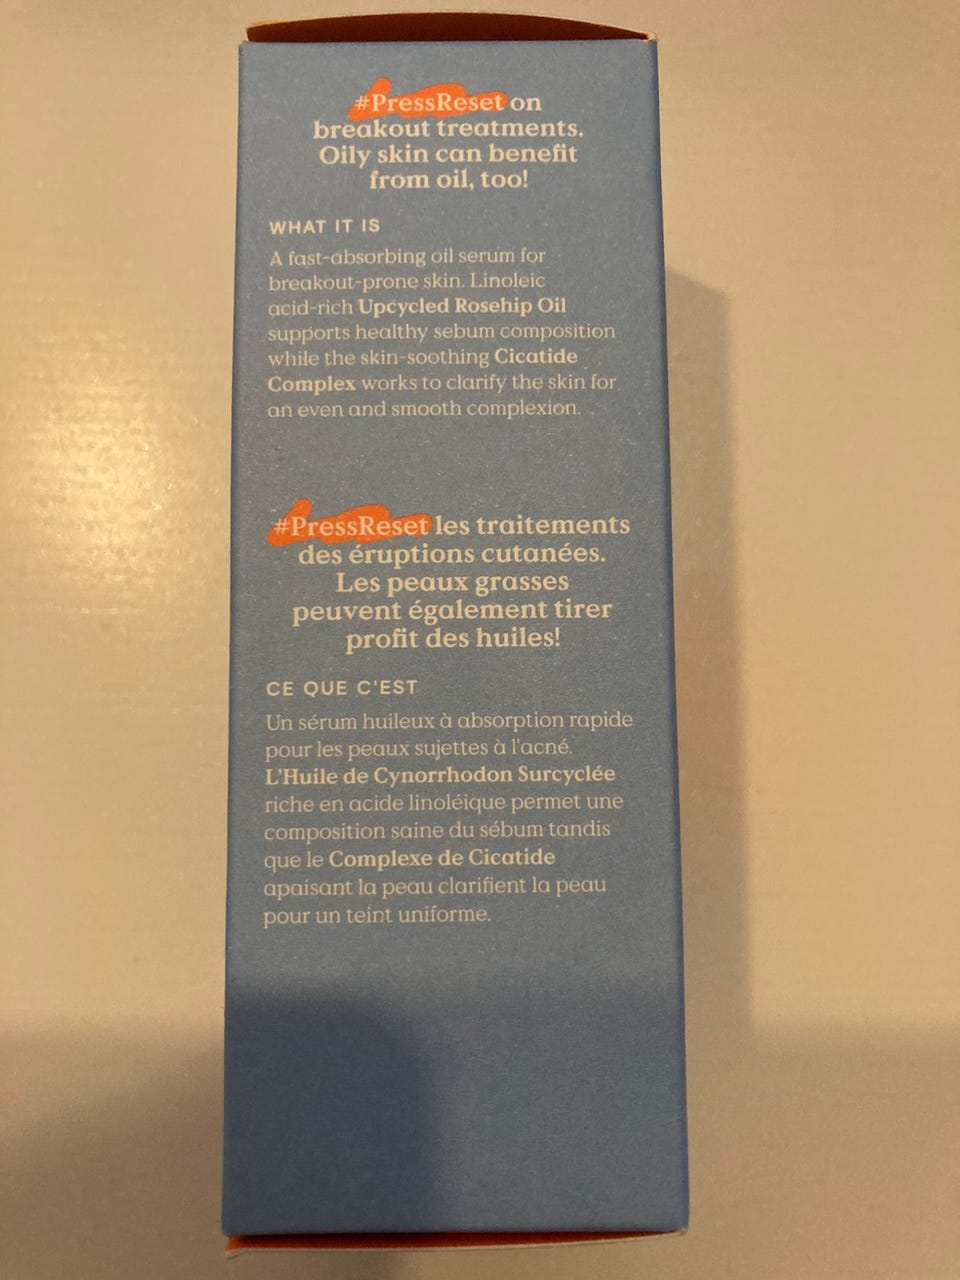 #PressReset on
breakout treatments.
Oily skin can benefit
from oil, too!
WHAT IT IS
A fast-absorbing oil serum for
breakout-prone skin. Linoleic
acid-rich Upcycled Rosehip Oil
supports healthy sebum composition
while the skin-soothing Cicatide
Complex works to clarify the skin for
an even and smooth complexion.
#PressReset les traitements
des éruptions cutanées.
Les peaux grasses
peuvent également tirer
profit des huiles!
CE QUE C'EST
Un sérum huileux à absorption rapide
pour les peaux sujettes à l'acné.
L'Huile de Cynorrhodon Surcyclée
riche en acide linoléique permet une
composition saine du sébum tandis
que le Complexe de Cicatide
apaisant la peau clarifient la peau
pour un teint uniforme.